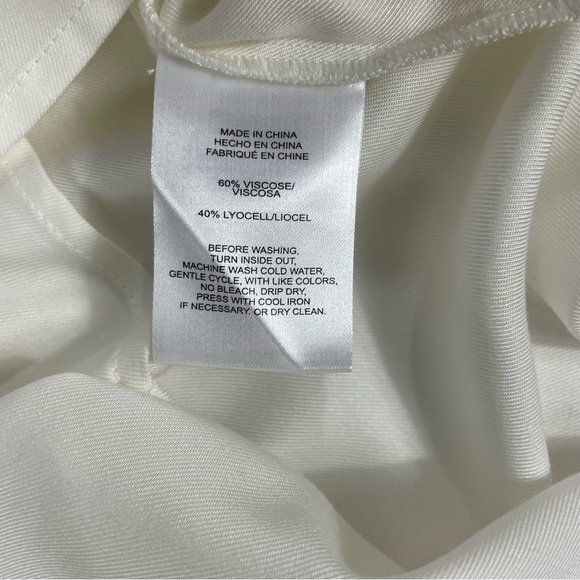 MADE IN CHINA
HECHO EN CHINA
FABRIQUÉ EN CHINE
60% VISCOSE/
VISCOSA
40% LYOCELL/LIOCEL
BEFORE WASHING,
TURN INSIDE OUT,
MACHINE WASH COLD WATER,
GENTLE CYCLE, WITH LIKE COLORS,
NO BLEACH, DRIP DRY,
PRESS WITH COOL IRON
IF NECESSARY. OR DRY CLEAN.